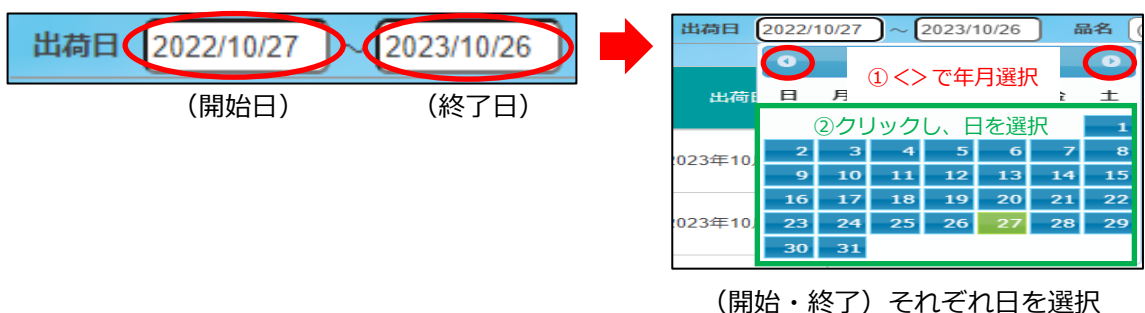 出荷日 2022/10/27 ～ 2023/10/26
（開始日） （終了日）
出荷日 2022/10/27 ～ 2023/10/26 品名
①<>で年月選択
出荷 日 月 土
②クリックし、日を選択
1
2023年10 2 3 4 5 6 7 8
9 10 11 12 13 14 15
16 17 18 19 20 21 22
2023年10 23 24 25 26 27 28 29
30 31
（開始・終了）それぞれ日を選択